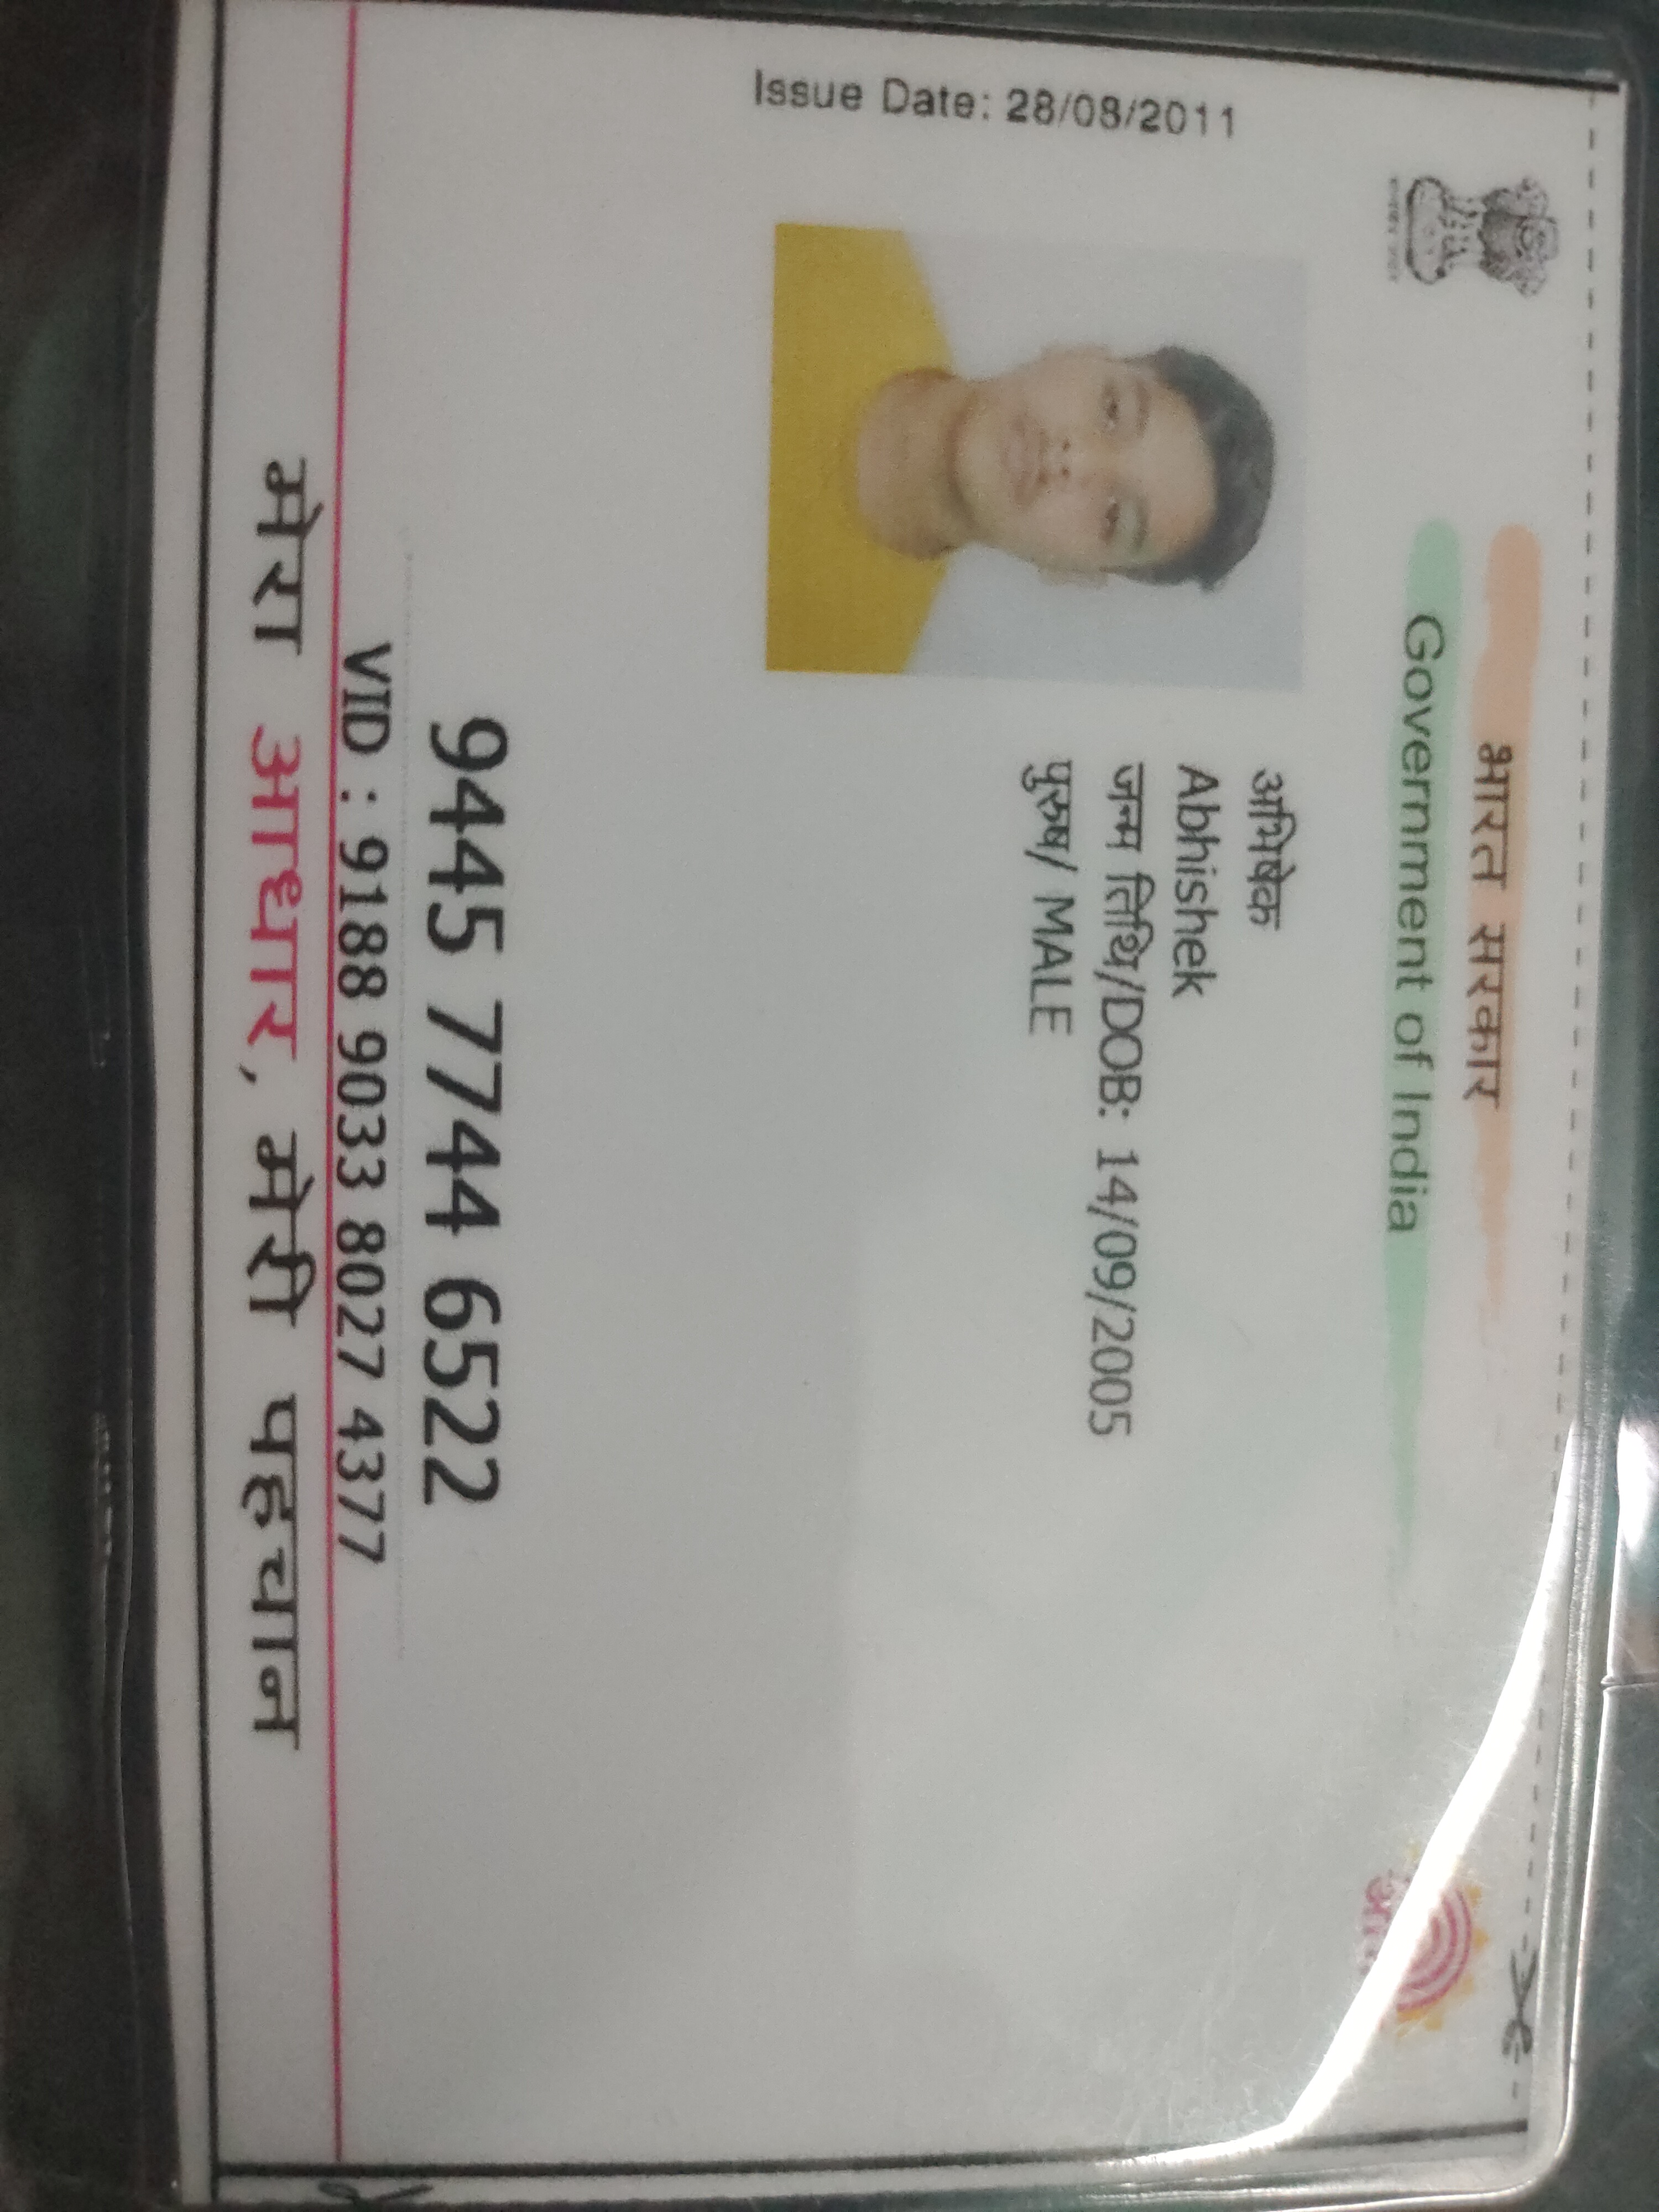 Issue Date: 28/08/2011
भारत सरकार
Government of India
अभिषेक
Abhishek
जन्म तिथि/DOB: 14/09/2005
पुरुष/ MALE
9445 7744 6522
VID : 9188 9033 8027 4377
मेरा आधार, मेरी पहचान